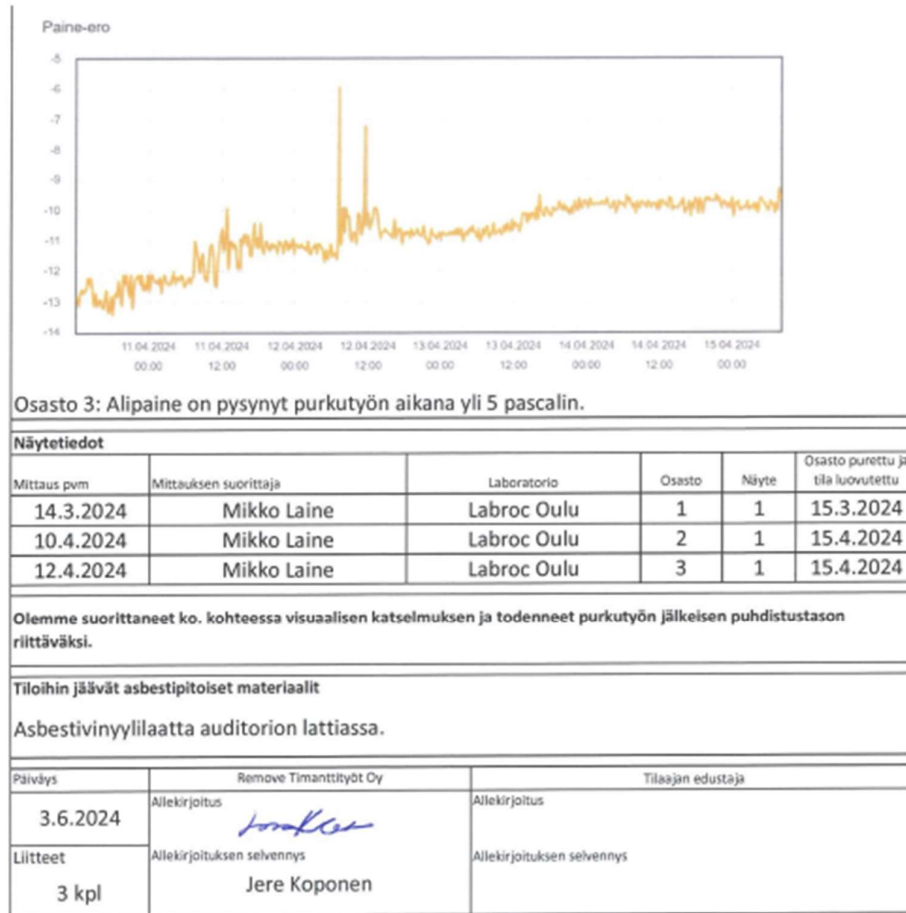 Paine-ero
-5
-6
-7
-8
-9
-10
-11
-12
-13
-14
11.04.2024 11.04.2024 12.04.2024 12.04.2024 13.04.2024 13.04.2024 14.04.2024 14.04.2024 15.04.2024
00:00 12:00 00:00 12:00 00:00 12:00 00:00 12:00 00:00
Osasto 3: Alipaine on pysynyt purkutyön aikana yli 5 pascalin.
Näytetiedot
Mittaus pvm Mittauksen suorittaja Laboratorio Osasto Näyte Osasto purettu ja
tila luovutettu
14.3.2024 Mikko Laine Labroc Oulu 1 1 15.3.2024
10.4.2024 Mikko Laine Labroc Oulu 2 1 15.4.2024
12.4.2024 Mikko Laine Labroc Oulu 3 1 15.4.2024
Olemme suorittaneet ko. kohteessa visuaalisen katselmuksen ja todenneet purkutyön jälkeisen puhdistustason
riittäväksi.
Tiloihin jäävät asbestipitoiset materiaalit
Asbestivinyylilaatta auditorion lattiassa.
Päiväys Remove Timanttityöt Oy Tilaajan edustaja
3.6.2024 Allekirjoitus Allekirjoitus
Liitteet Allekirjoituksen selvennys Allekirjoituksen selvennys
3 kpl Jere Koponen